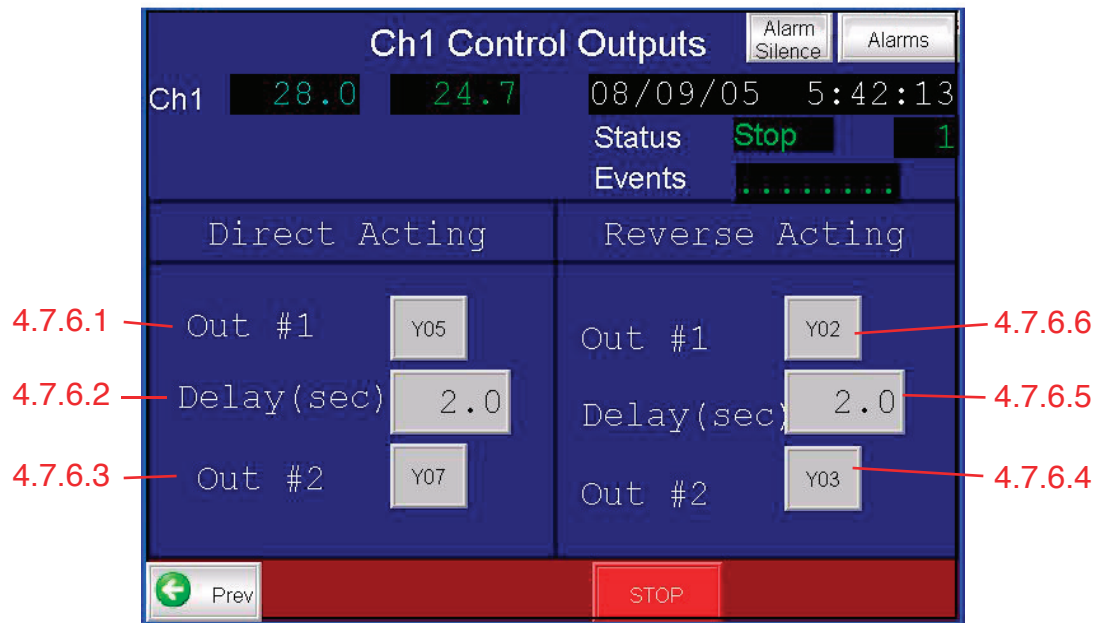 Ch1 Control Outputs
Alarm Silence
Alarms
Ch1 28.0 24.7 08/09/05 5:42:13
Status Stop 1
Events ........
Direct Acting Reverse Acting
4.7.6.1 Out #1 Y05
4.7.6.2 Delay(sec) 2.0
4.7.6.3 Out #2 Y07
Out #1 Y02 4.7.6.6
Delay(sec) 2.0 4.7.6.5
Out #2 Y03 4.7.6.4
Prev STOP